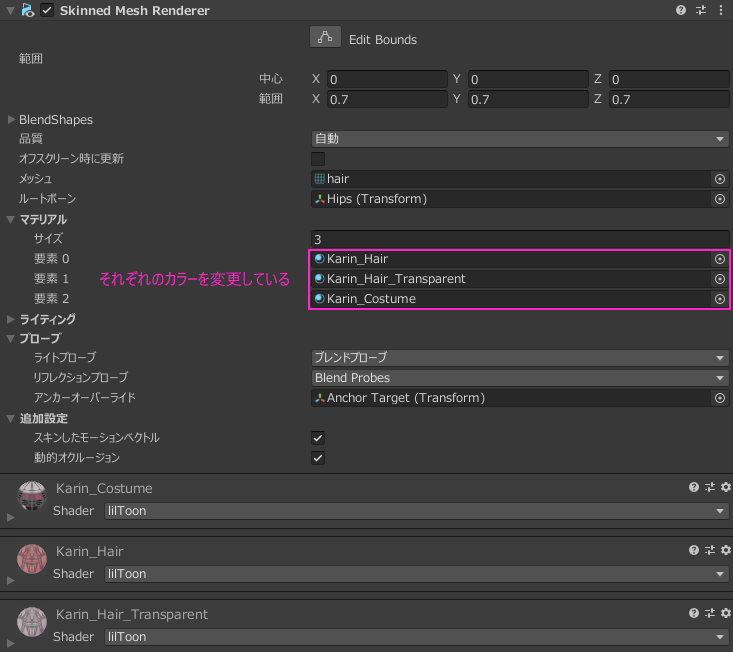 Skinned Mesh Renderer
Edit Bounds
範囲
中心 X 0 Y 0 Z 0
範囲 X 0.7 Y 0.7 Z 0.7
BlendShapes
品質 自動
オフスクリーン時に更新
メッシュ hair
ルートボーン Hips (Transform)
マテリアル
サイズ 3
要素 0 Karin_Hair
要素 1 それぞれのカラーを変更している Karin_Hair_Transparent
要素 2 Karin_Costume
ライティング
プローブ
ライトプローブ ブレンドプローブ
リフレクションプローブ Blend Probes
アンカーオーバーライド Anchor Target (Transform)
追加設定
スキンしたモーションベクトル
動的オクルージョン
Karin_Costume
Shader lilToon
Karin_Hair
Shader lilToon
Karin_Hair_Transparent
Shader lilToon